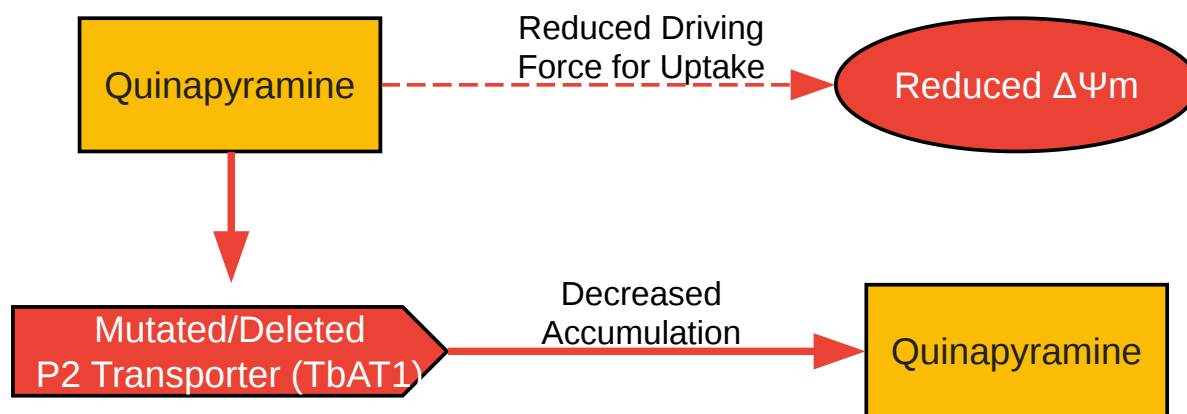 Quinapyramine
Reduced Driving
Force for Uptake
Reduced ΔΨm
Mutated/Deleted
P2 Transporter (TbAT1)
Decreased
Accumulation
Quinapyramine